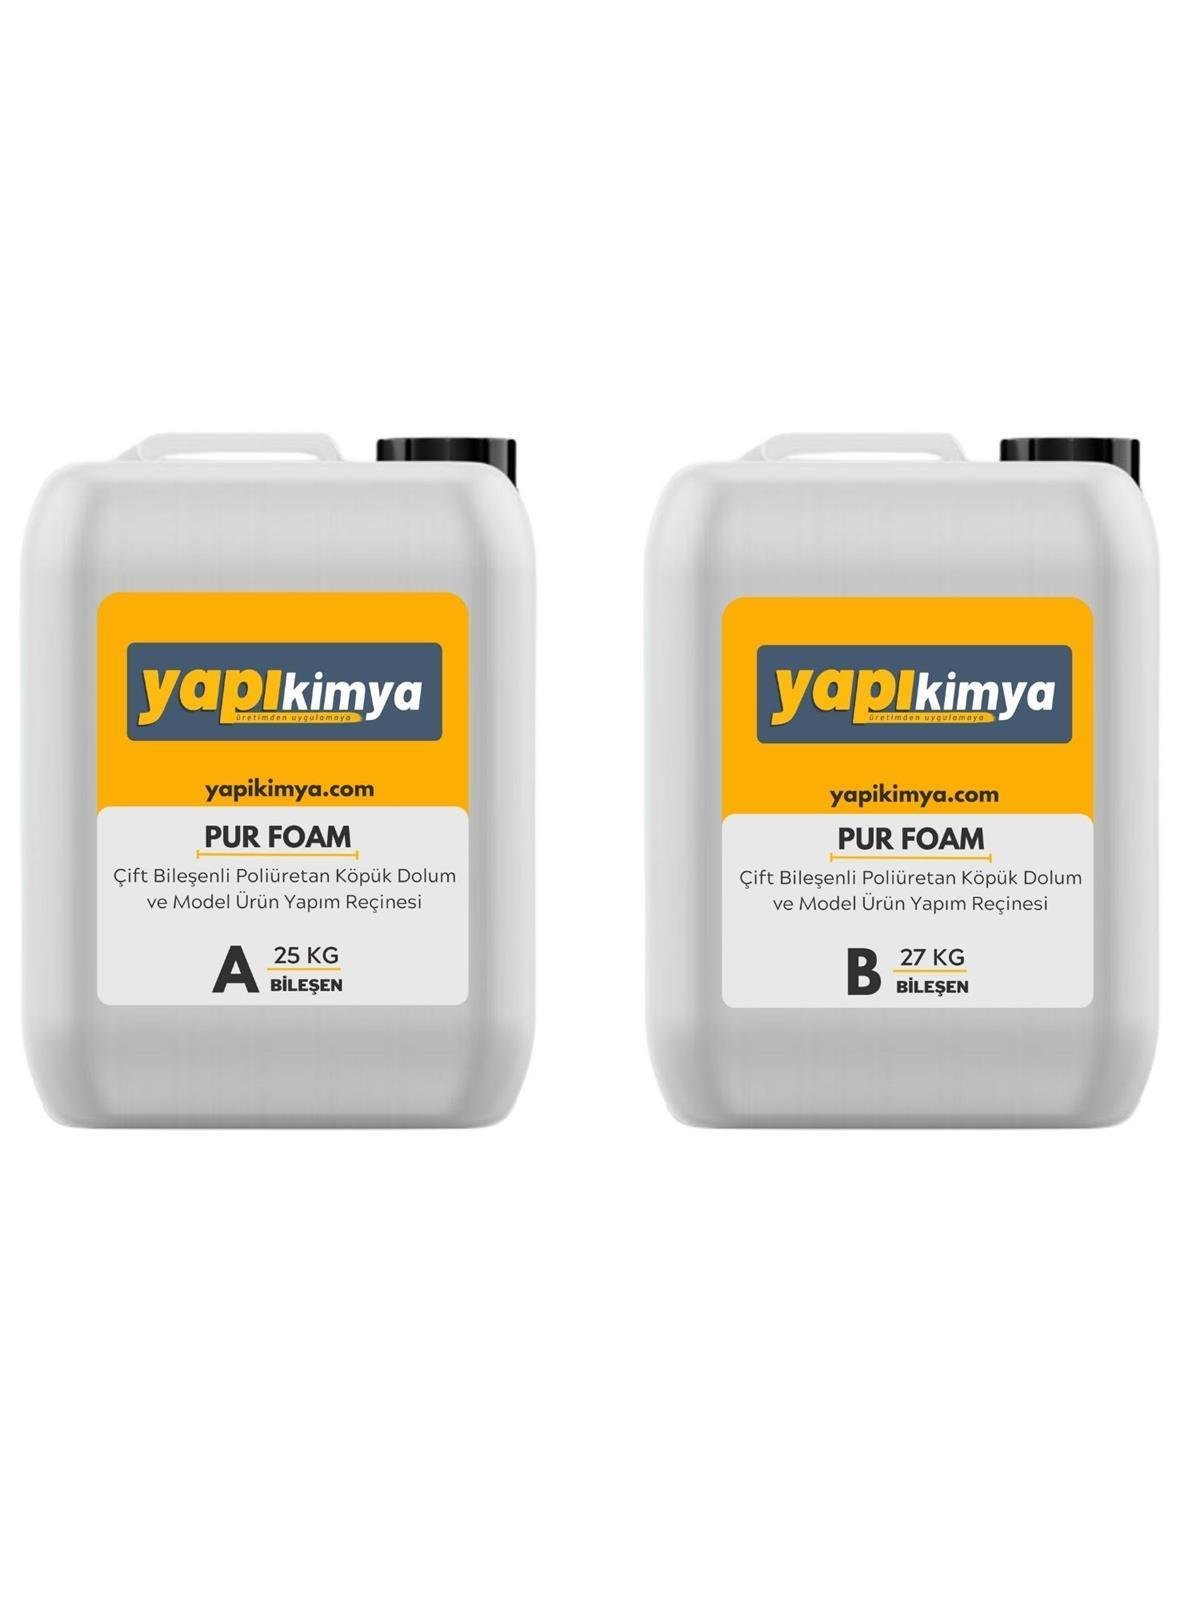 yapıkimya
üretimden uygulamaya
yapikimya.com
PUR FOAM
Çift Bileşenli Poliüretan Köpük Dolum
ve Model Ürün Yapım Reçinesi
A 25 KG
BİLEŞEN
yapıkimya
üretimden uygulamaya
yapikimya.com
PUR FOAM
Çift Bileşenli Poliüretan Köpük Dolum
ve Model Ürün Yapım Reçinesi
B 27 KG
BİLEŞEN